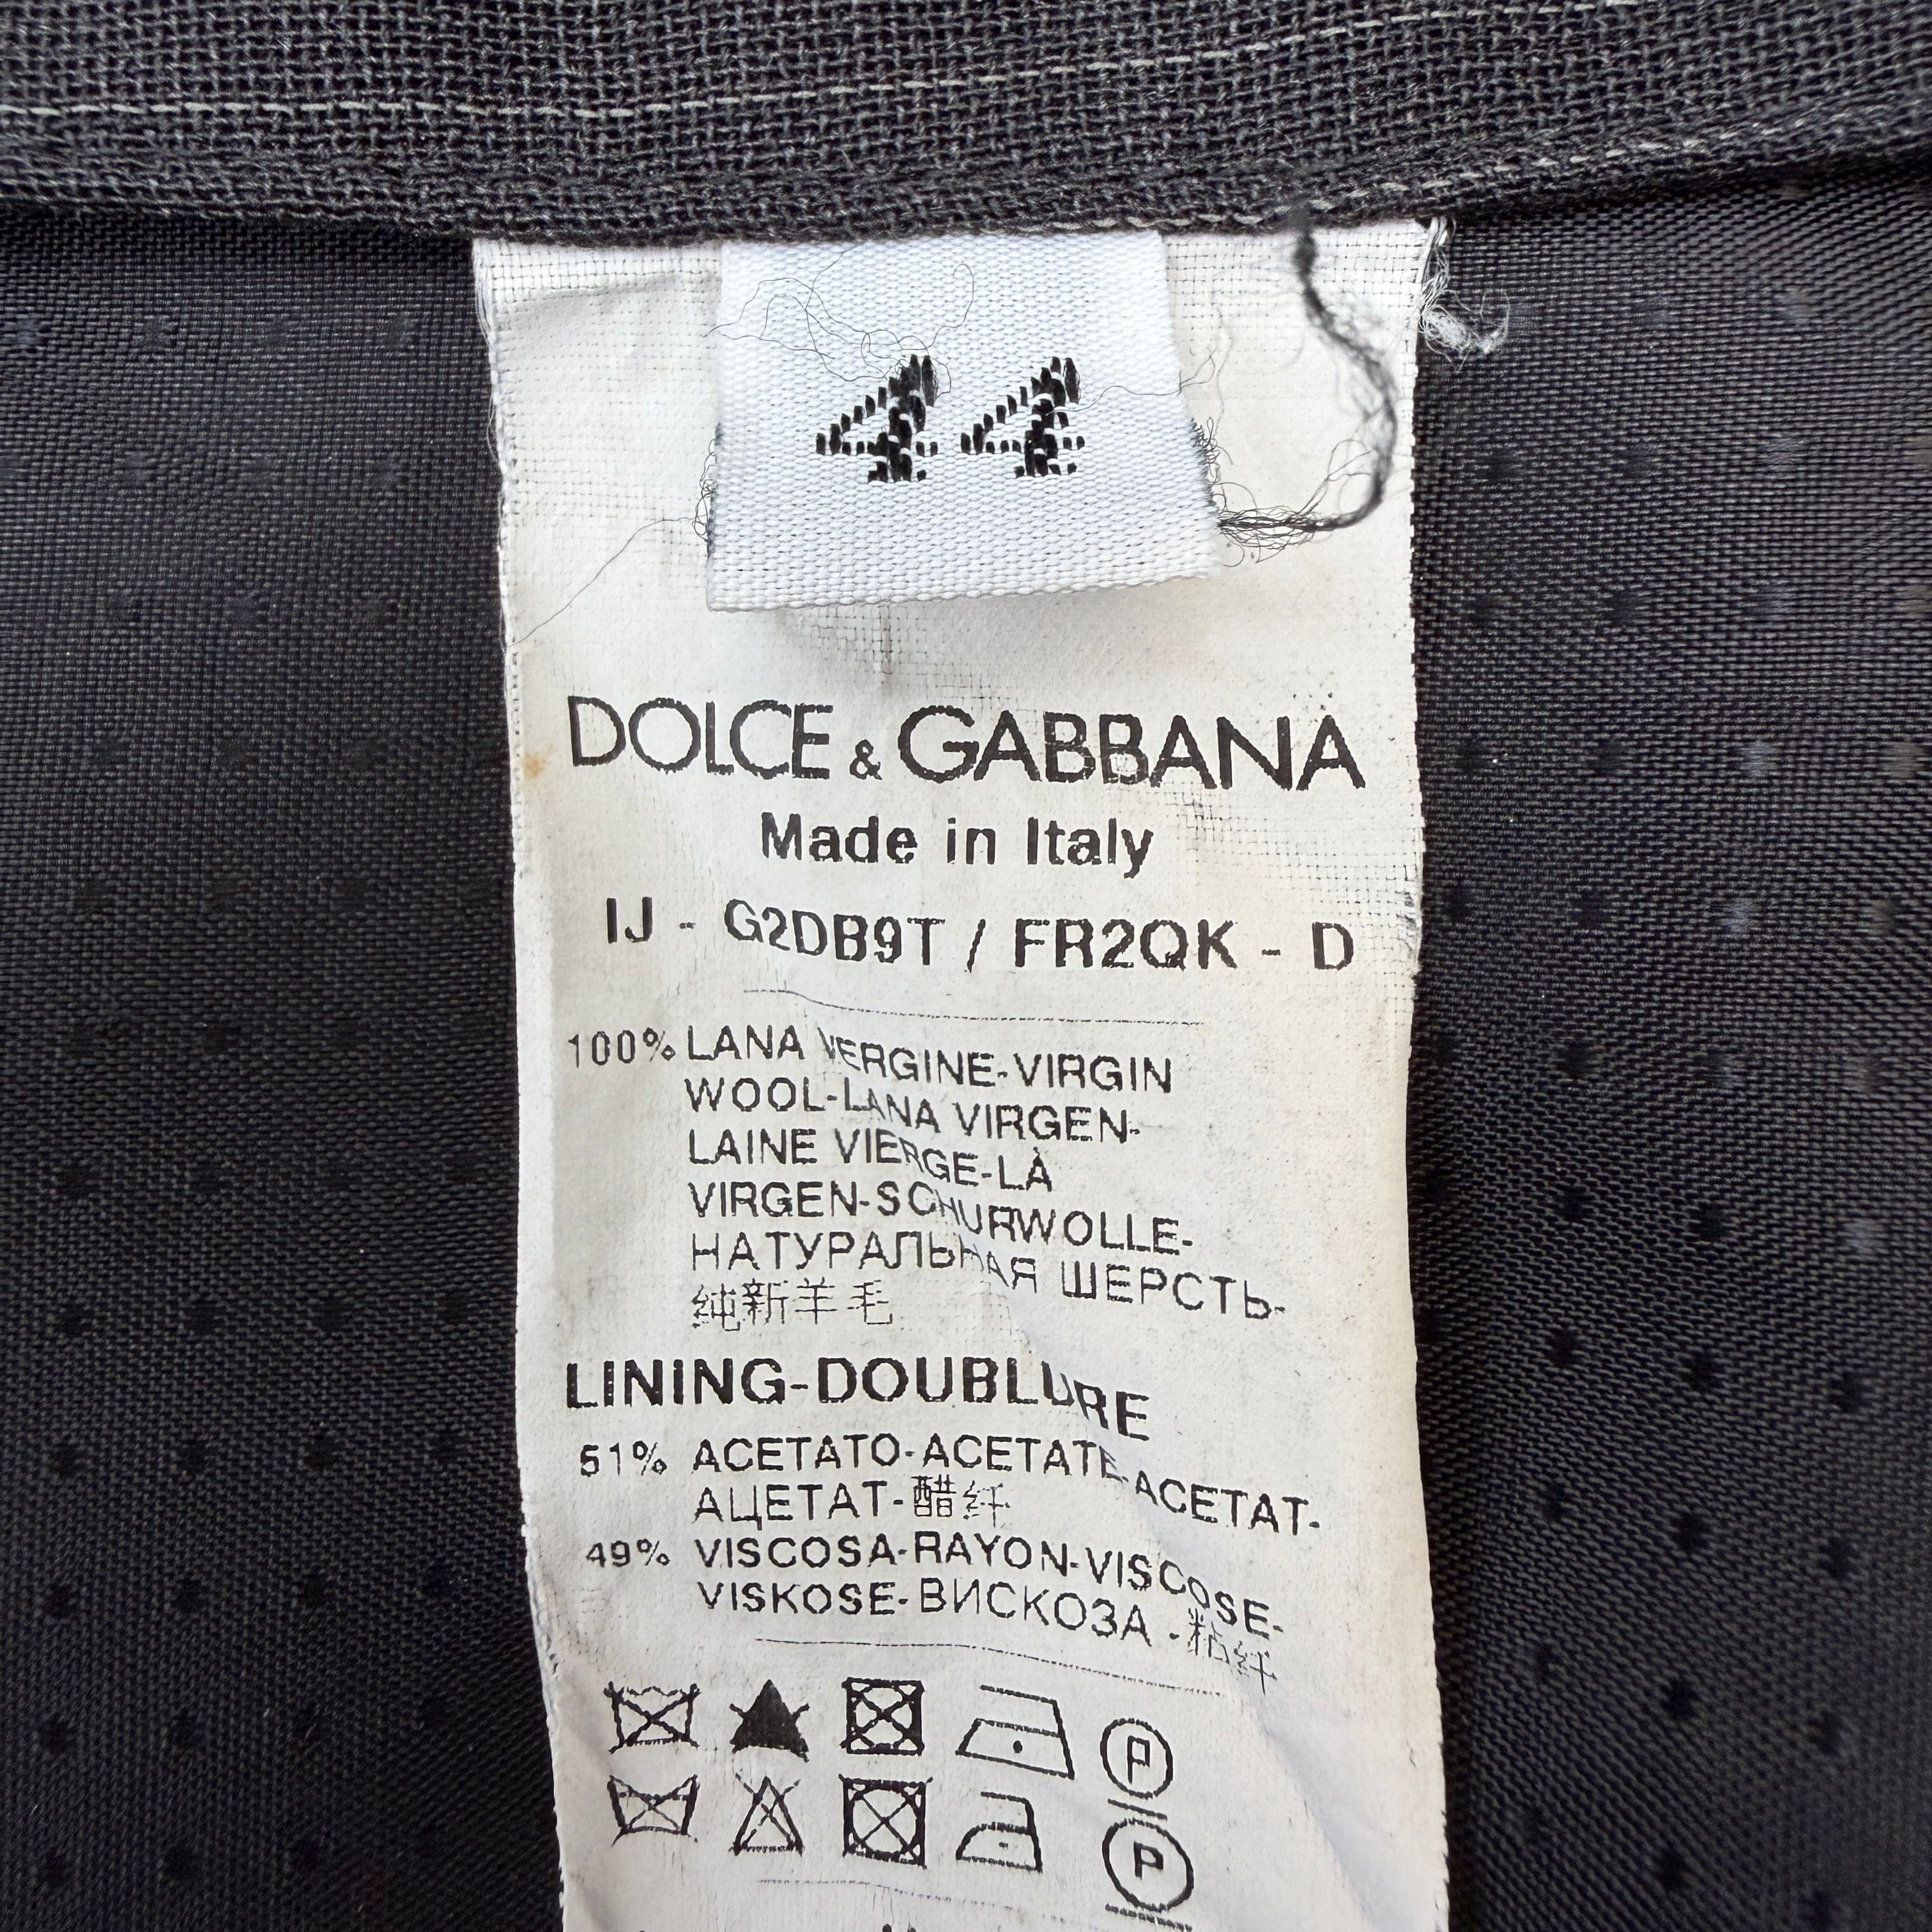 44
DOLCE & GABBANA
Made in Italy
IJ - G2DB9T / FR2QK - D
100% LANA VERGINE-VIRGIN
WOOL-LANA VIRGEN-
LAINE VIERGE-LÀ
VIRGEN-SCHURWOLLE-
НАТУРАЛЬНАЯ ШЕРСТЬ-
纯新羊毛
LINING-DOUBLURE
51% ACETATO-ACETATE-ACETAT-
АЦЕТАТ-醋纤
49% VISCOSA-RAYON-VISCOSE-
VISKOSE-ВИСКОЗА -粘纤
P
P